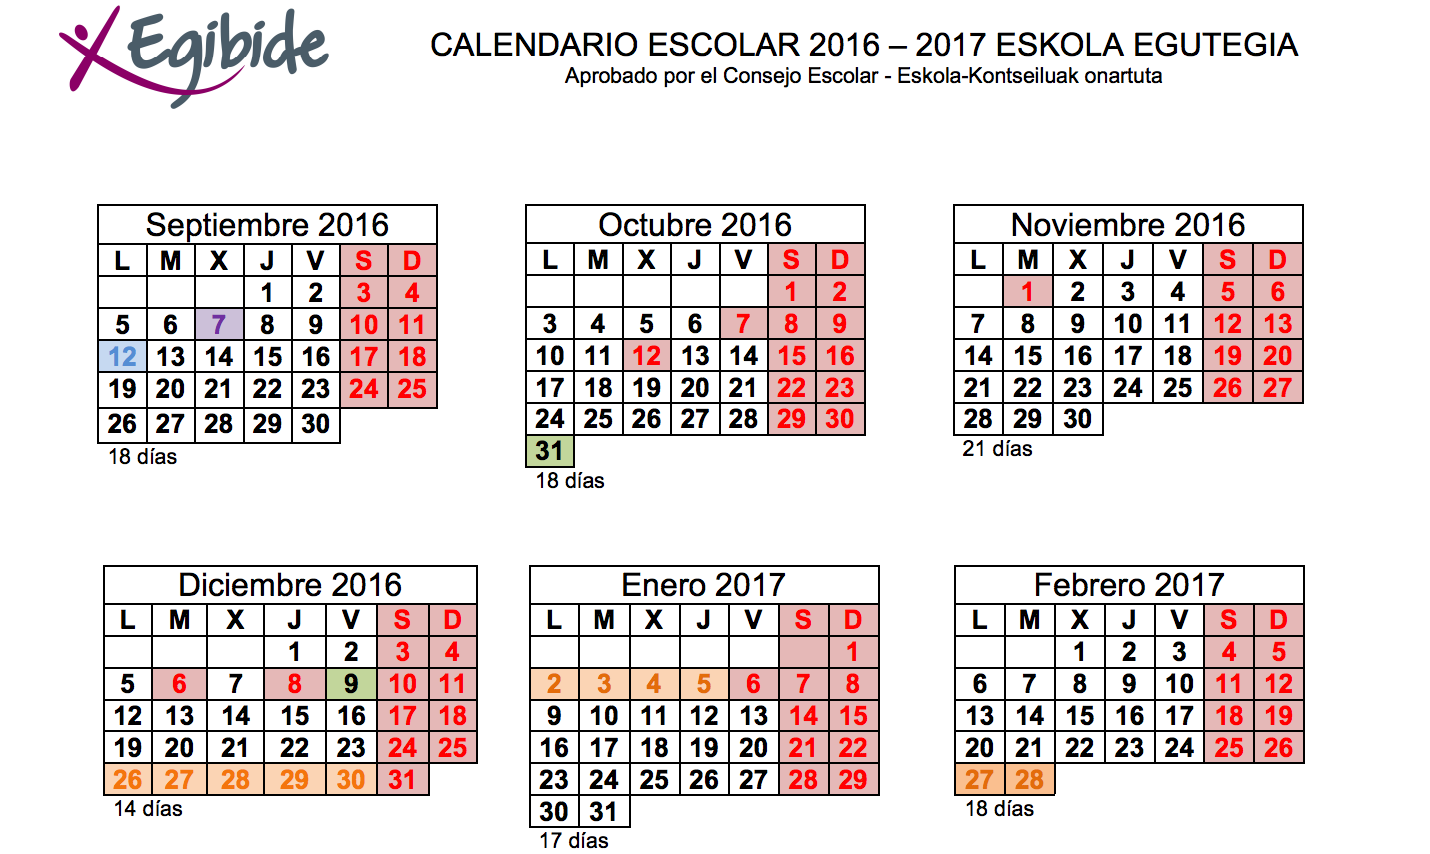 Egibide
CALENDARIO ESCOLAR 2016 – 2017 ESKOLA EGUTEGIA
Aprobado por el Consejo Escolar - Eskola-Kontseiluak onartuta
Septiembre 2016
L M X J V S D
1 2 3 4
5 6 7 8 9 10 11
12 13 14 15 16 17 18
19 20 21 22 23 24 25
26 27 28 29 30
18 días
Octubre 2016
L M X J V S D
1 2
3 4 5 6 7 8 9
10 11 12 13 14 15 16
17 18 19 20 21 22 23
24 25 26 27 28 29 30
31
18 días
Noviembre 2016
L M X J V S D
1 2 3 4 5 6
7 8 9 10 11 12 13
14 15 16 17 18 19 20
21 22 23 24 25 26 27
28 29 30
21 días
Diciembre 2016
L M X J V S D
1 2 3 4
5 6 7 8 9 10 11
12 13 14 15 16 17 18
19 20 21 22 23 24 25
26 27 28 29 30 31
14 días
Enero 2017
L M X J V S D
1
2 3 4 5 6 7 8
9 10 11 12 13 14 15
16 17 18 19 20 21 22
23 24 25 26 27 28 29
30 31
17 días
Febrero 2017
L M X J V S D
1 2 3 4 5
6 7 8 9 10 11 12
13 14 15 16 17 18 19
20 21 22 23 24 25 26
27 28
18 días